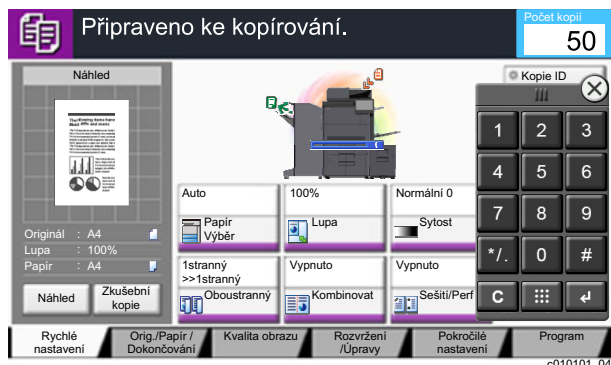 Připraveno ke kopírování.
Počet kopií
50
Náhled
Kopie ID
Originál : A4
Lupa : 100%
Papír : A4
Náhled
Zkušební
kopie
Auto
Papír
Výběr
100%
Lupa
Normální 0
Sytost
1stranný
>>1stranný
Oboustranný
Vypnuto
Kombinovat
Vypnuto
Sešití/Perf
1 2 3
4 5 6
7 8 9
*/. 0 #
C
Rychlé
nastavení
Orig./Papír /
Dokončování
Kvalita obrazu
Rozvržení
/Úpravy
Pokročilé
nastavení
Program
c010101_04